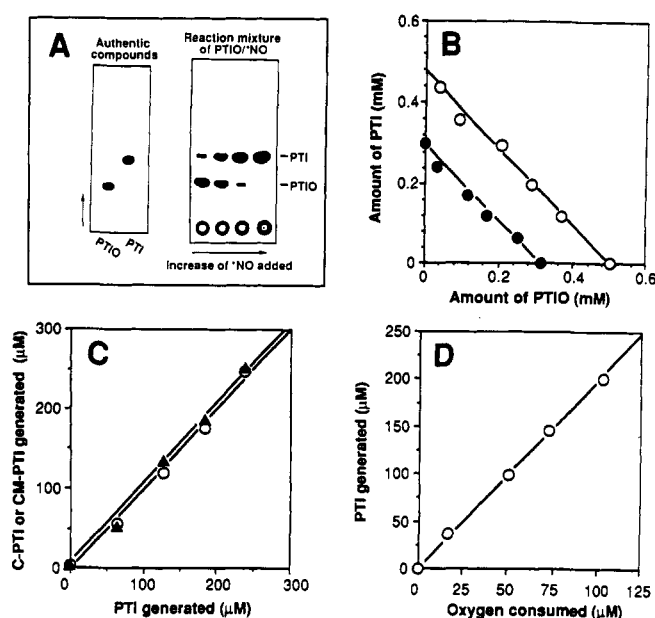 A
Authentic
compounds
Reaction mixture
of PTIO/•NO
PTI
PTIO
PTIO
PTI
Increase of •NO added
B
Amount of PTI (mM)
0.6
0.4
0.2
0
0
0.2
0.4
0.6
Amount of PTIO (mM)
C
C-PTI or CM-PTI generated (μM)
300
200
100
0
0
100
200
300
PTI generated (μM)
D
PTI generated (μM)
250
200
150
100
50
0
0
25
50
75
100
125
Oxygen consumed (μM)